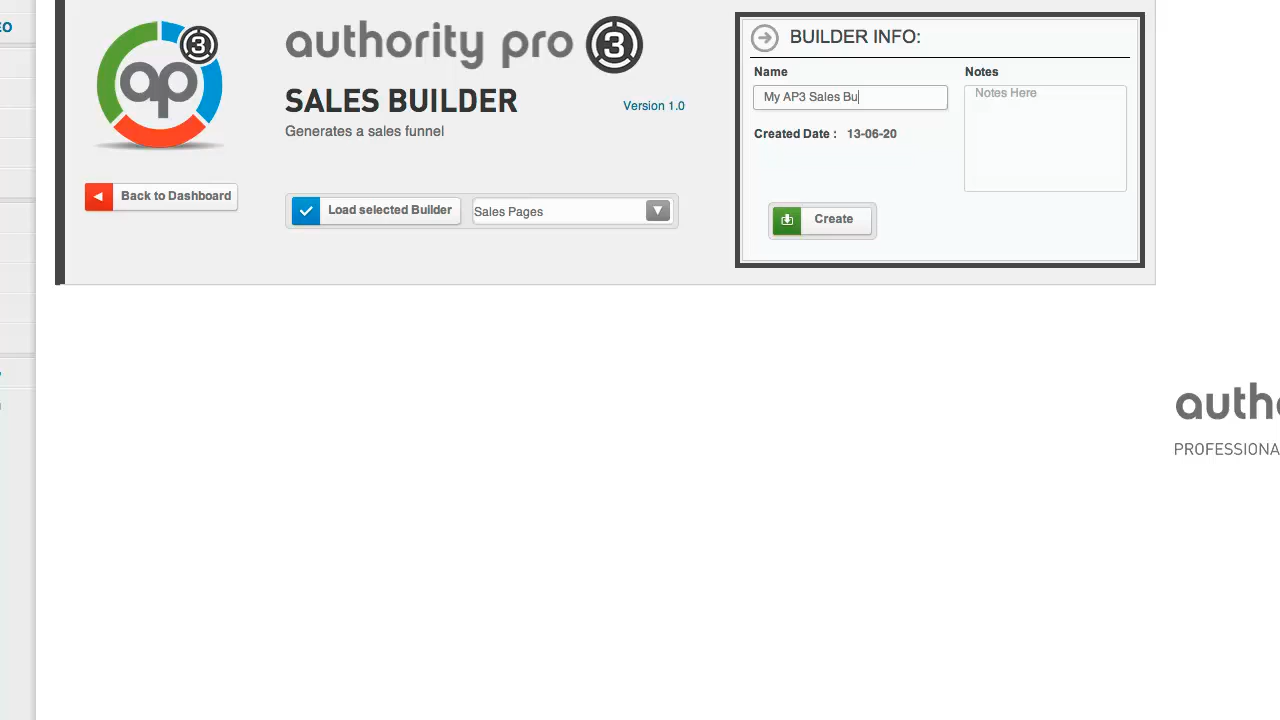 EO
ap 3
authority pro 3
SALES BUILDER
Version 1.0
Generates a sales funnel
Back to Dashboard
Load selected Builder
Sales Pages
BUILDER INFO:
Name
Notes
My AP3 Sales Bu
Notes Here
Created Date : 13-06-20
Create
autho
PROFESSIONA